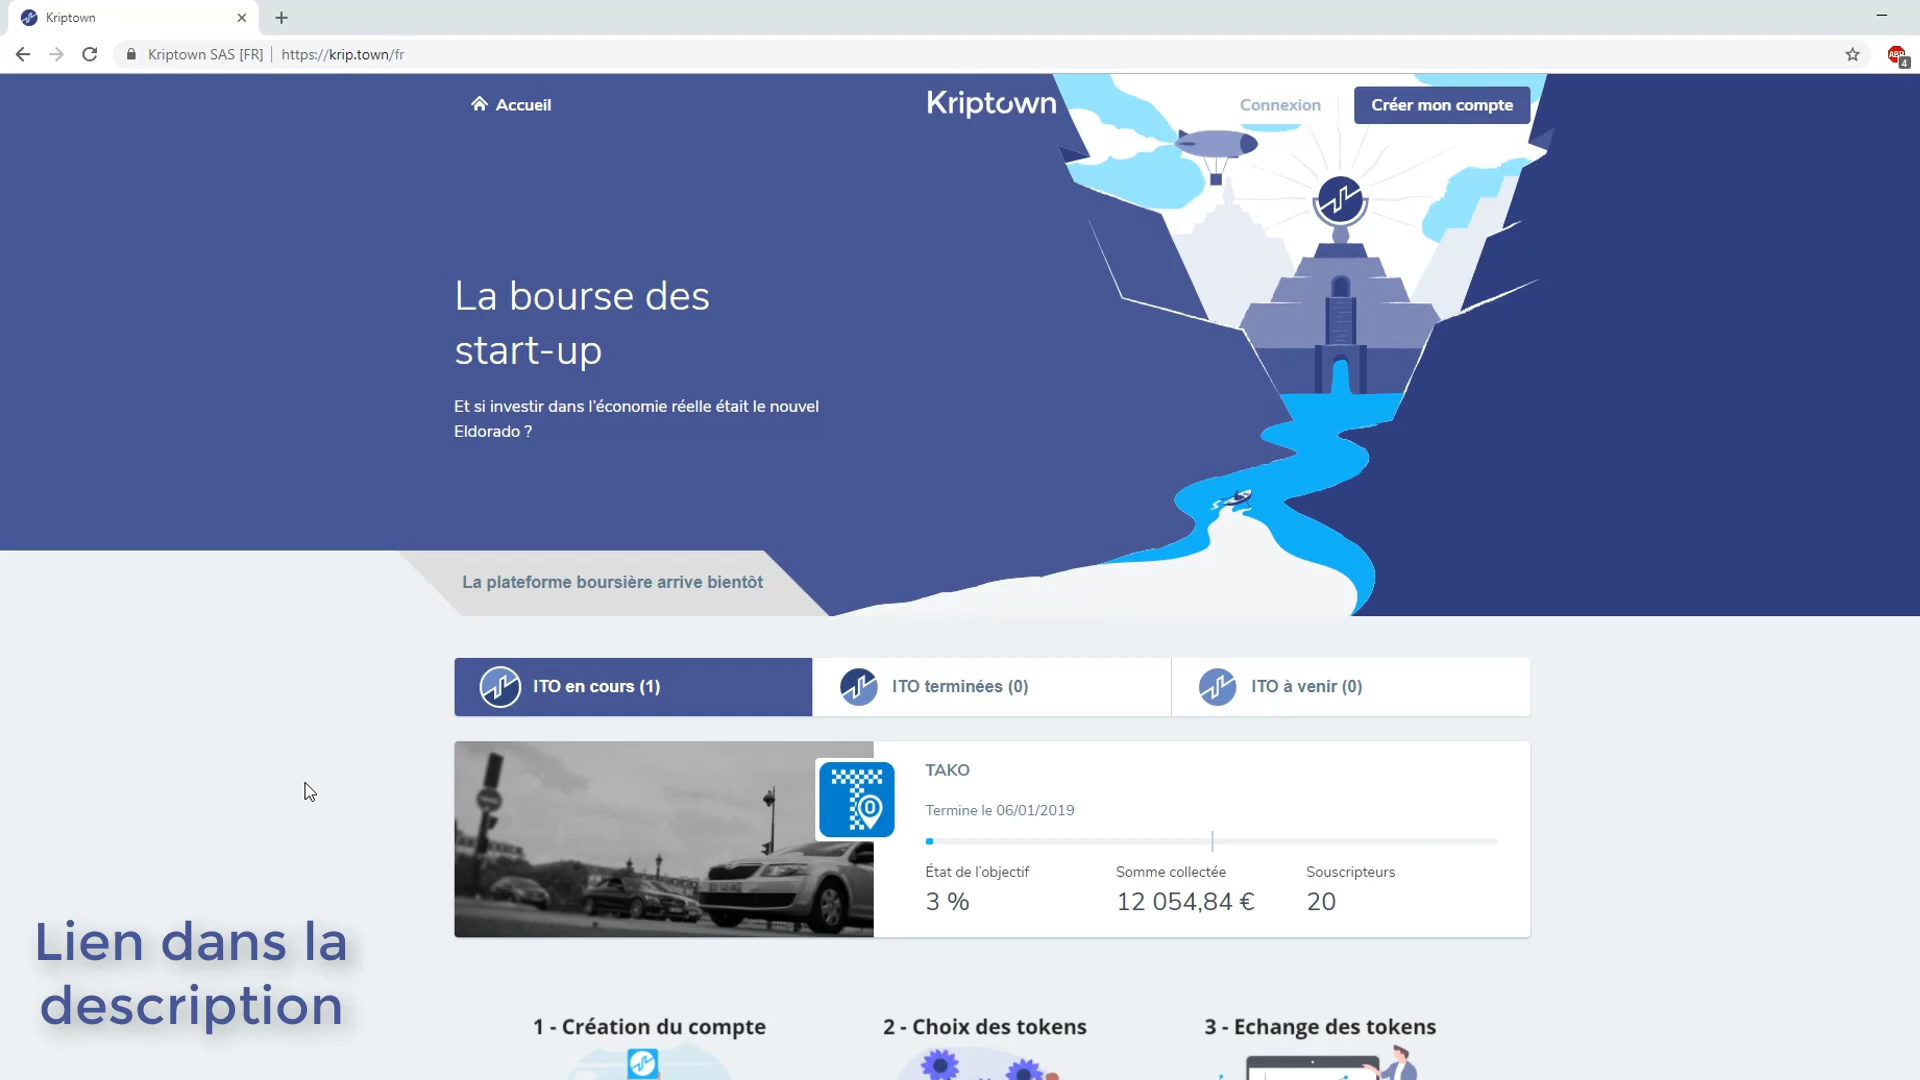 Kriptown
Kriptown SAS [FR] https://krip.town/fr
ABP
4
Accueil
Kriptown
Connexion
Créer mon compte
La bourse des
start-up
Et si investir dans l'économie réelle était le nouvel
Eldorado ?
La plateforme boursière arrive bientôt
ITO en cours (1)
ITO terminées (0)
ITO à venir (0)
TAKO
Termine le 06/01/2019
État de l'objectif
3 %
Somme collectée
12 054,84 €
Souscripteurs
20
Lien dans la
description
1 - Création du compte
2 - Choix des tokens
3 - Echange des tokens